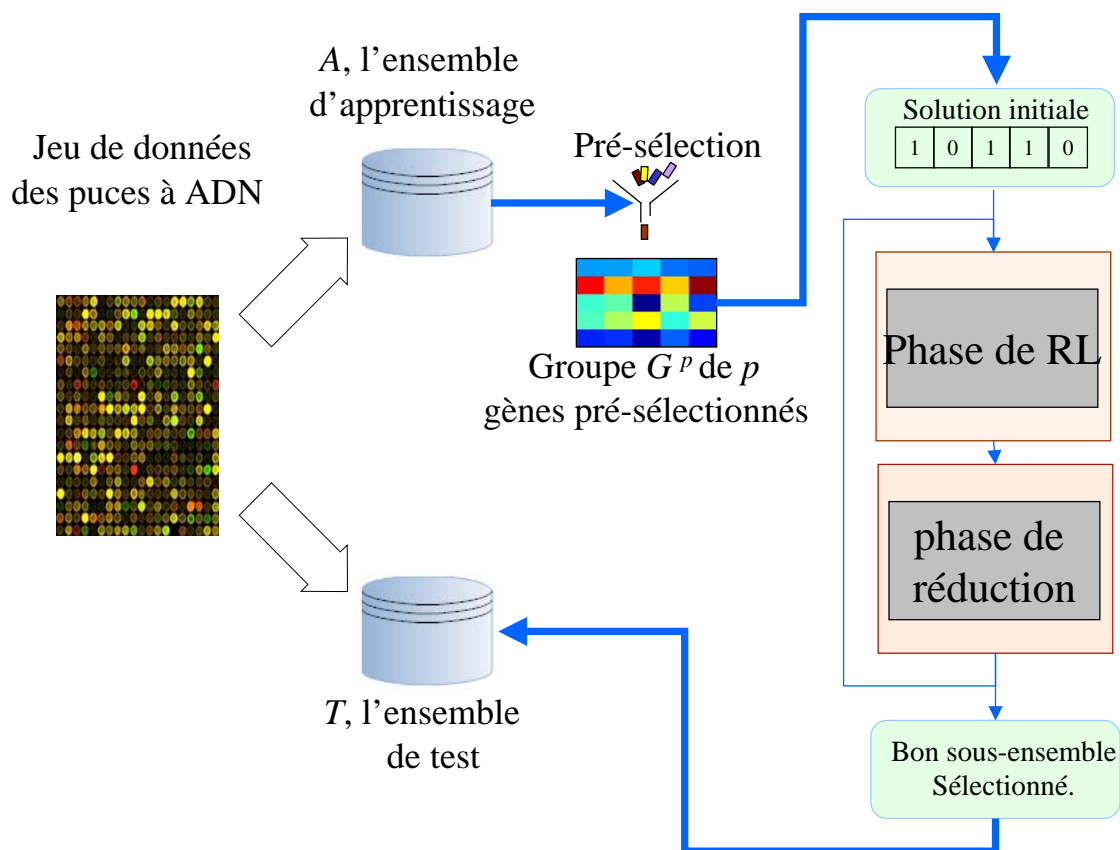 A, l’ensemble
d’apprentissage
Jeu de données
des puces à ADN
Pré-sélection
Groupe G p de p
gènes pré-sélectionnés
Solution initiale
1 0 1 1 0
Phase de RL
phase de
réduction
T, l’ensemble
de test
Bon sous-ensemble
Sélectionné.